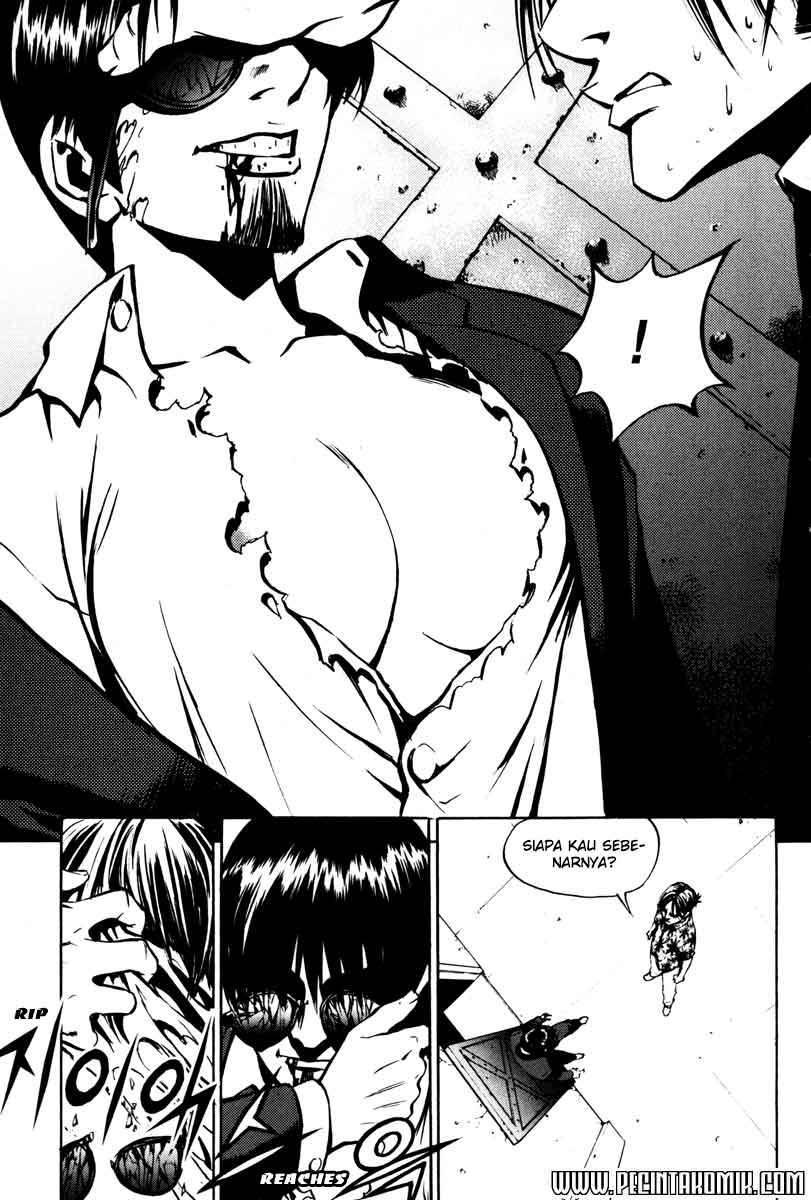 !
SIAPA KAU SEBE-
NARNYA?
RIP
REACHES
WWW.PECINTAKOMIK.COM